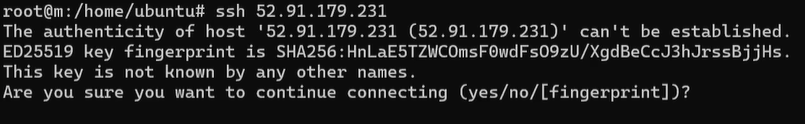 root@m:/home/ubuntu# ssh 52.91.179.231
The authenticity of host '52.91.179.231 (52.91.179.231)' can't be established.
ED25519 key fingerprint is SHA256:HnLaE5TZWCOmsF0wdFsO9zU/XgdBeCcJ3hJrssBjjHs.
This key is not known by any other names.
Are you sure you want to continue connecting (yes/no/[fingerprint])?